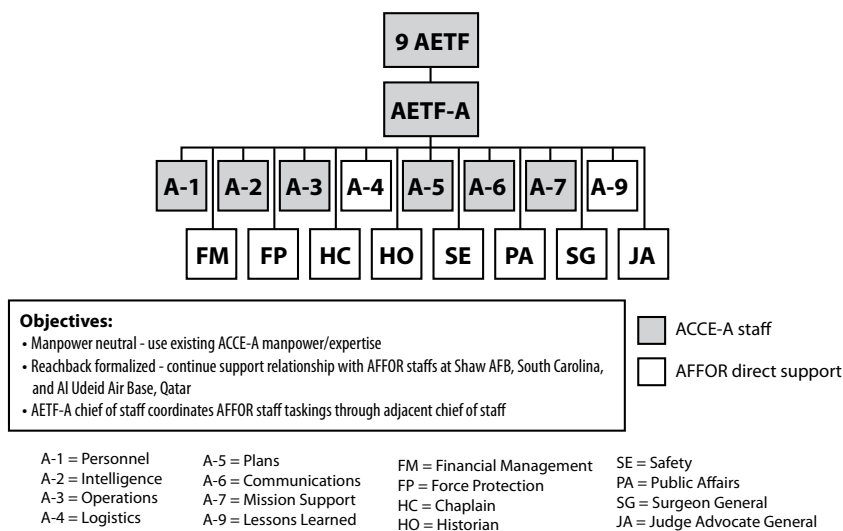 9 AETF
AETF-A
A-1 A-2 A-3 A-4 A-5 A-6 A-7 A-9
FM FP HC HO SE PA SG JA
Objectives:
• Manpower neutral - use existing ACCE-A manpower/expertise
• Reachback formalized - continue support relationship with AFFOR staffs at Shaw AFB, South Carolina,
and Al Udeid Air Base, Qatar
• AETF-A chief of staff coordinates AFFOR staff taskings through adjacent chief of staff
ACCE-A staff
AFFOR direct support
A-1 = Personnel
A-2 = Intelligence
A-3 = Operations
A-4 = Logistics
A-5 = Plans
A-6 = Communications
A-7 = Mission Support
A-9 = Lessons Learned
FM = Financial Management
FP = Force Protection
HC = Chaplain
HO = Historian
SE = Safety
PA = Public Affairs
SG = Surgeon General
JA = Judge Advocate General